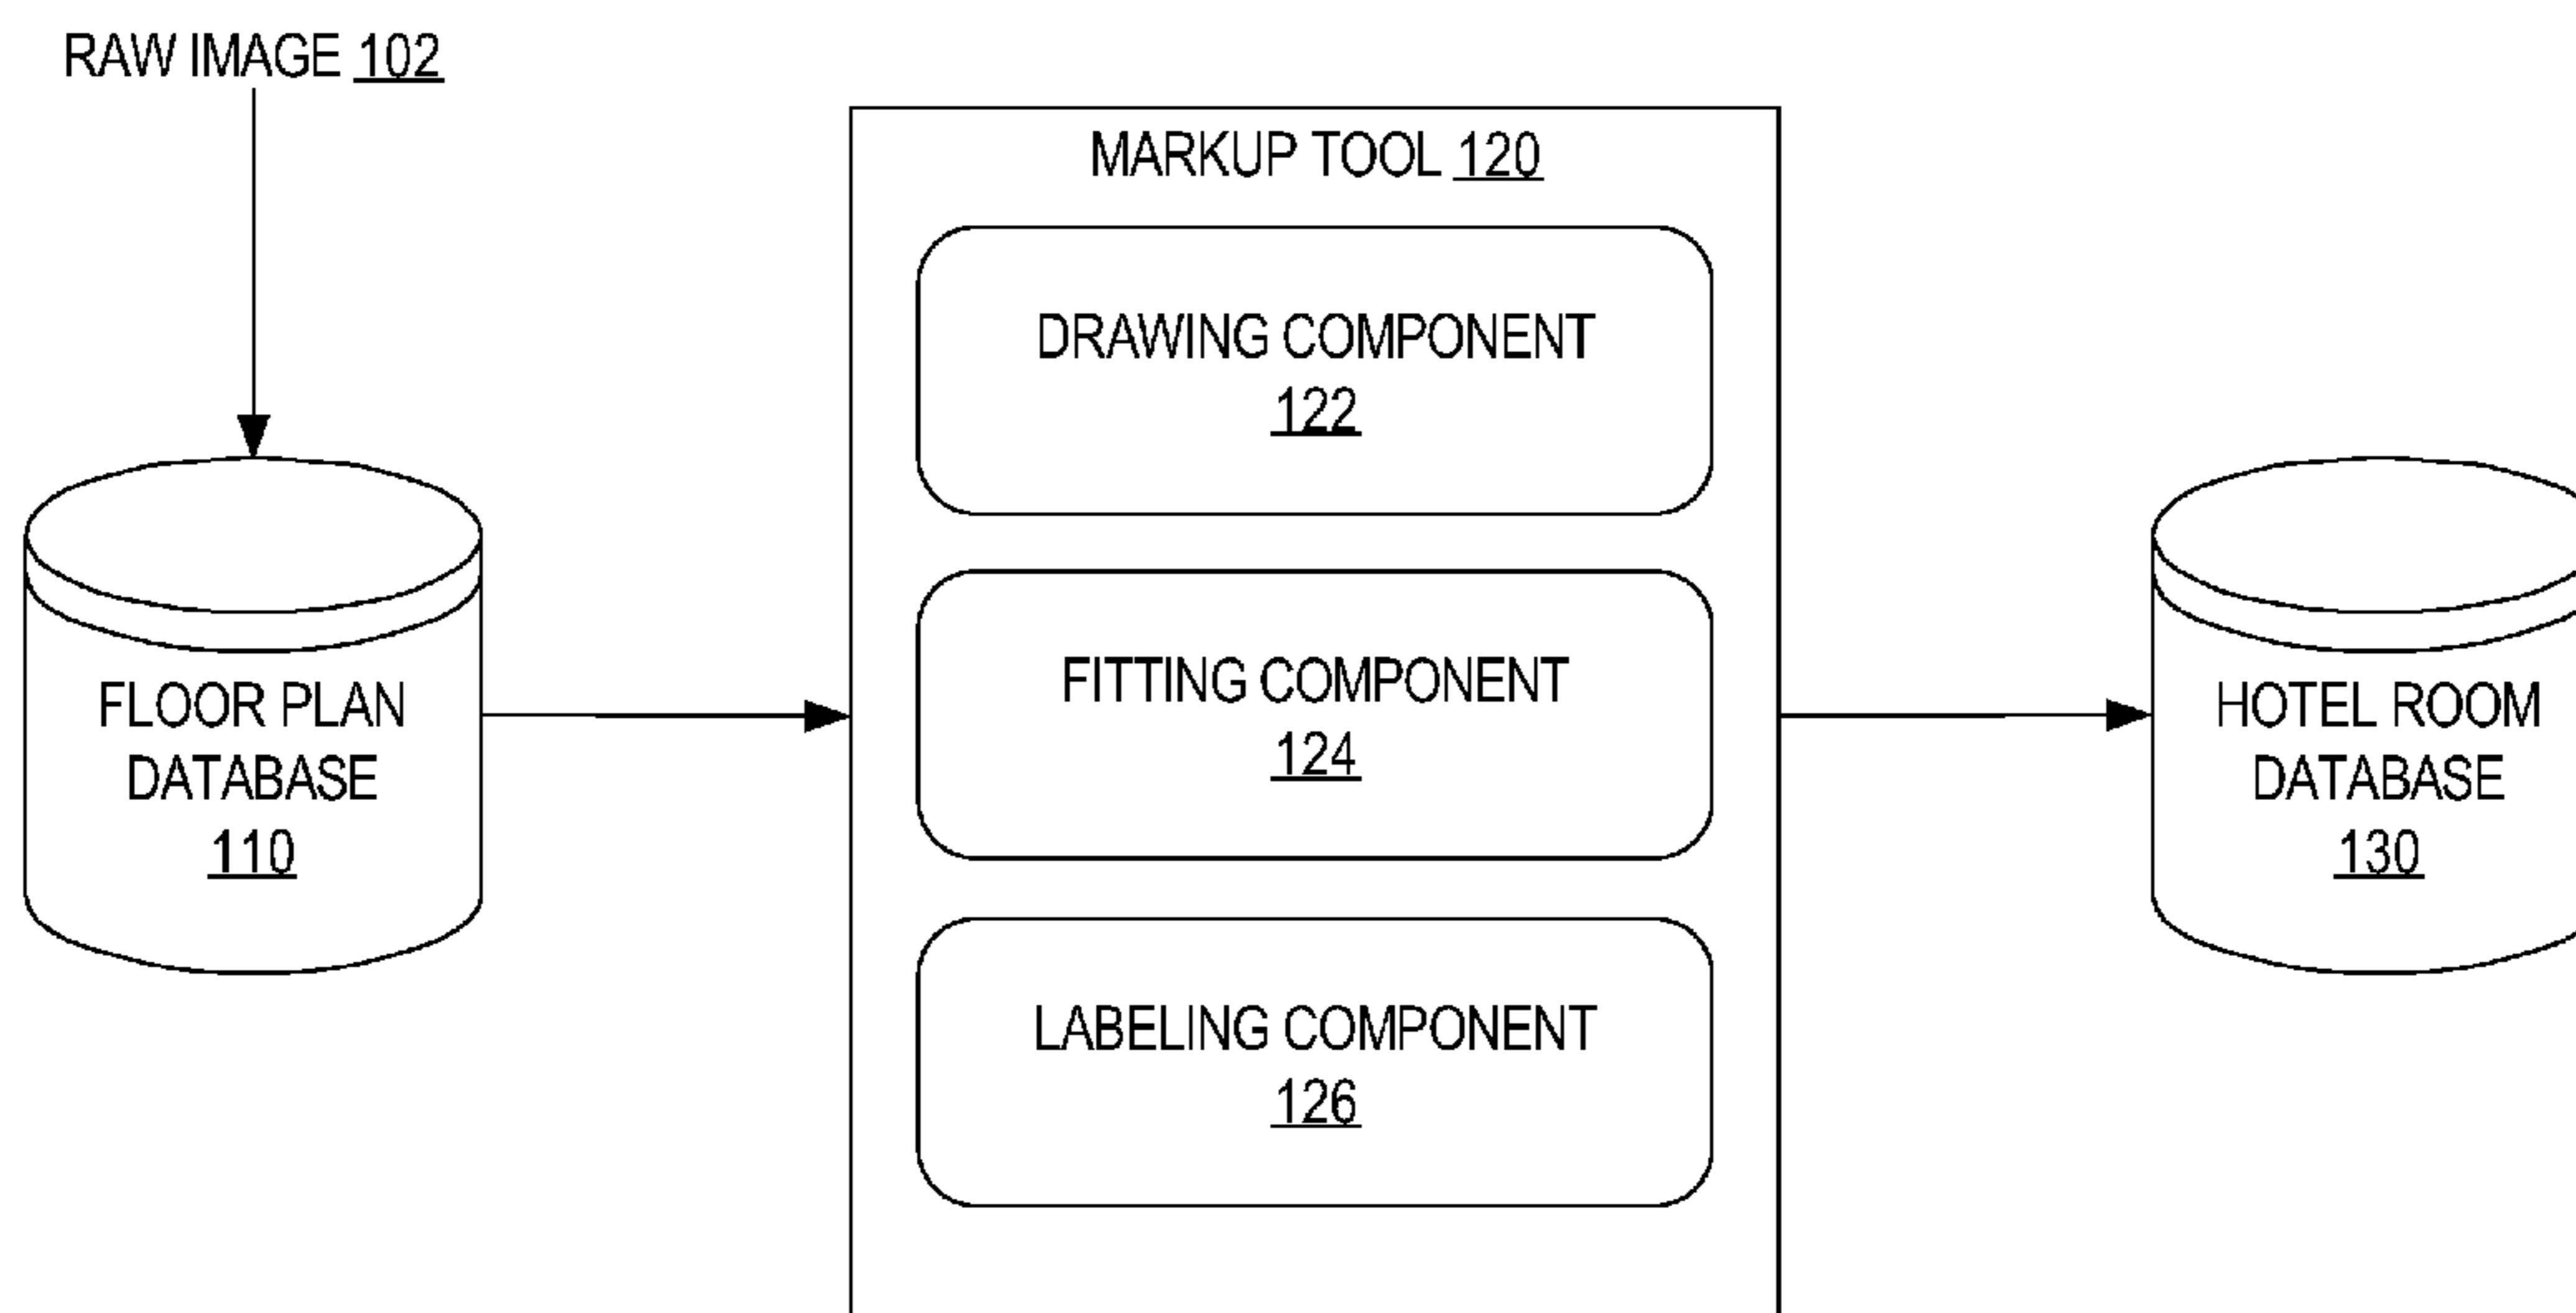 RAW IMAGE 102
MARKUP TOOL 120
DRAWING COMPONENT
122
FITTING COMPONENT
124
LABELING COMPONENT
126
FLOOR PLAN
DATABASE
110
HOTEL ROOM
DATABASE
130